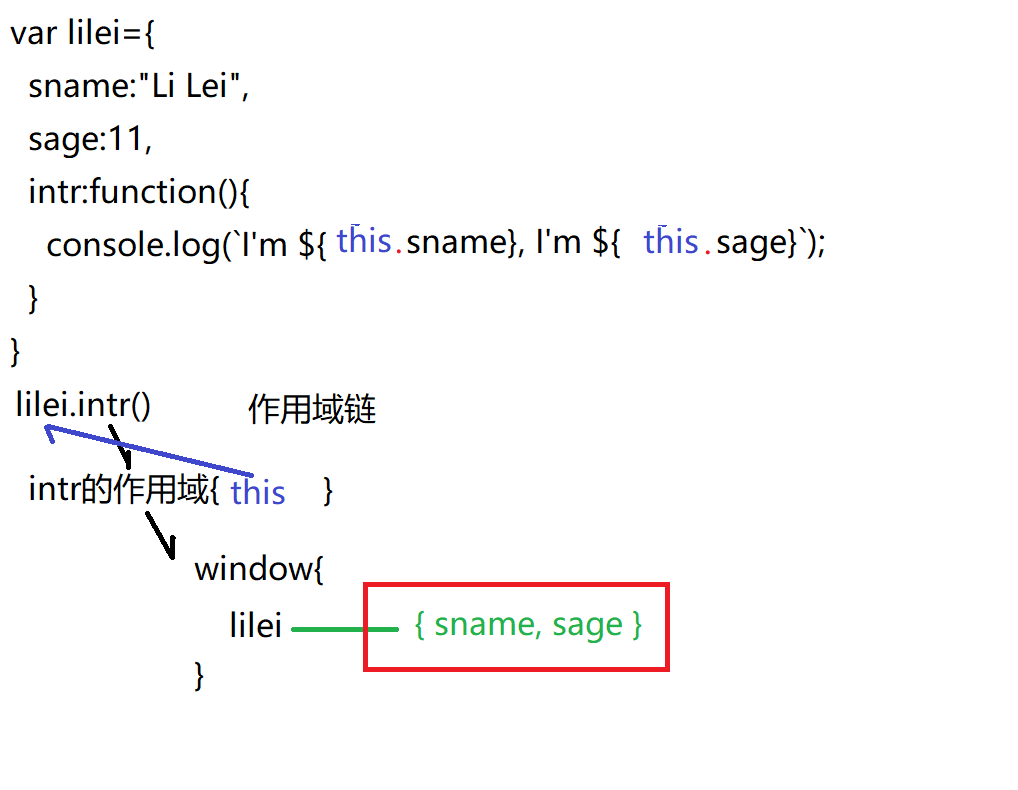 var lilei={
sname:"Li Lei",
sage:11,
intr:function(){
console.log(`I'm ${ this.sname}, I'm ${ this.sage}`);
}
}
lilei.intr() 作用域链
intr的作用域{ this }
window{
lilei { sname, sage }
}